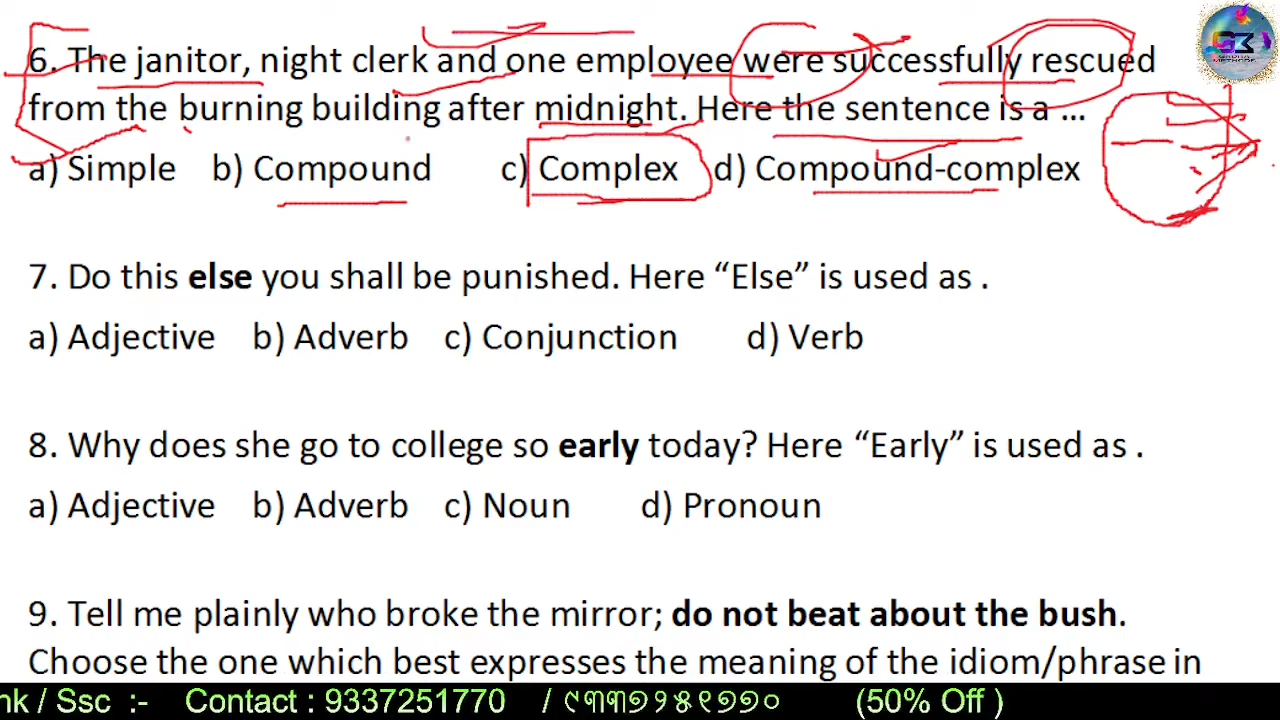 6. The janitor, night clerk and one employee were successfully rescued
from the burning building after midnight. Here the sentence is a ...
a) Simple b) Compound c) Complex d) Compound-complex
7. Do this else you shall be punished. Here “Else” is used as .
a) Adjective b) Adverb c) Conjunction d) Verb
8. Why does she go to college so early today? Here “Early” is used as .
a) Adjective b) Adverb c) Noun d) Pronoun
9. Tell me plainly who broke the mirror; do not beat about the bush.
Choose the one which best expresses the meaning of the idiom/phrase in
nk / Ssc :- Contact : 9337251770 / ୯୩୩୭୨୫୧୭୭୦ (50% Off )